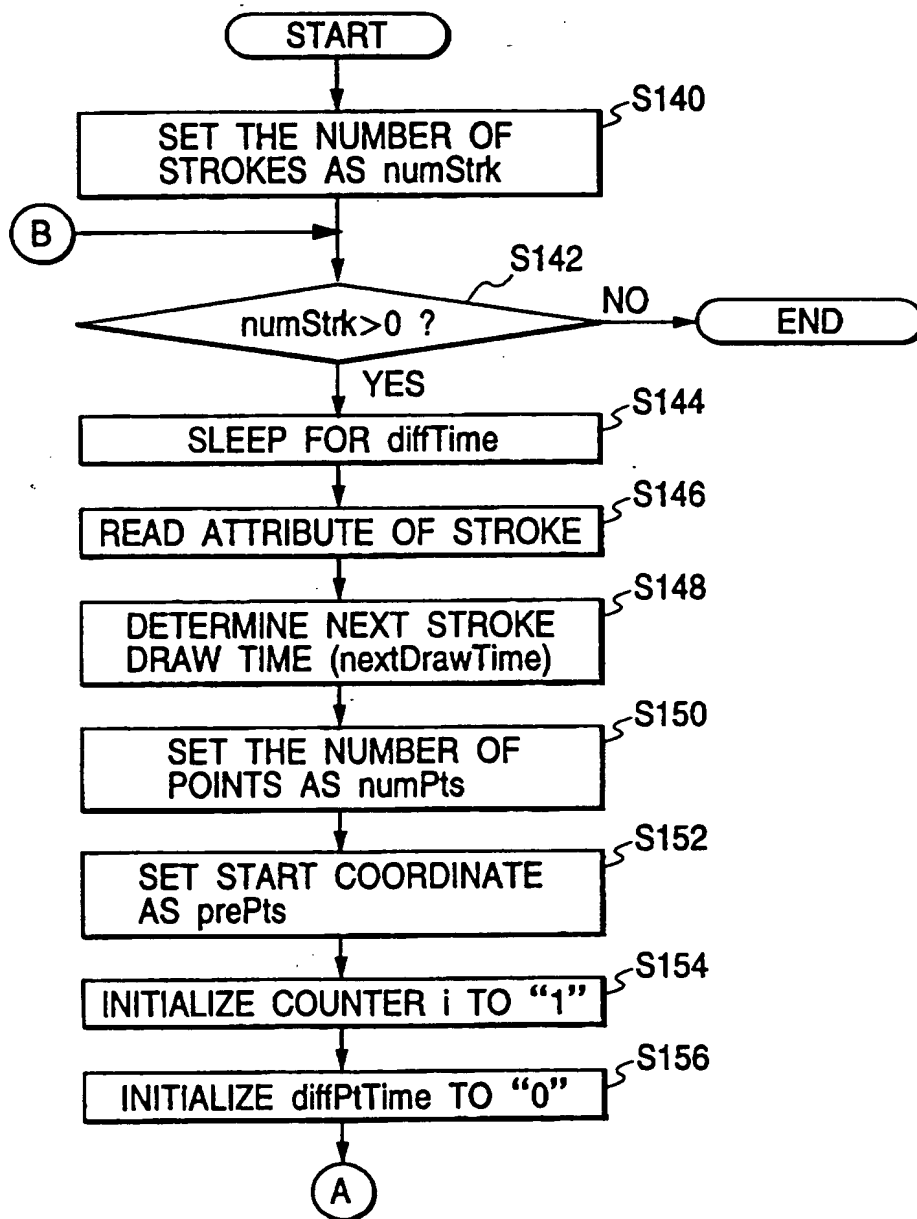 START
S140
SET THE NUMBER OF
STROKES AS numStrk
B
S142
numStrk>0 ?
NO
END
YES
S144
SLEEP FOR diffTime
S146
READ ATTRIBUTE OF STROKE
S148
DETERMINE NEXT STROKE
DRAW TIME (nextDrawTime)
S150
SET THE NUMBER OF
POINTS AS numPts
S152
SET START COORDINATE
AS prePts
S154
INITIALIZE COUNTER i TO “1”
S156
INITIALIZE diffPtTime TO “0”
A